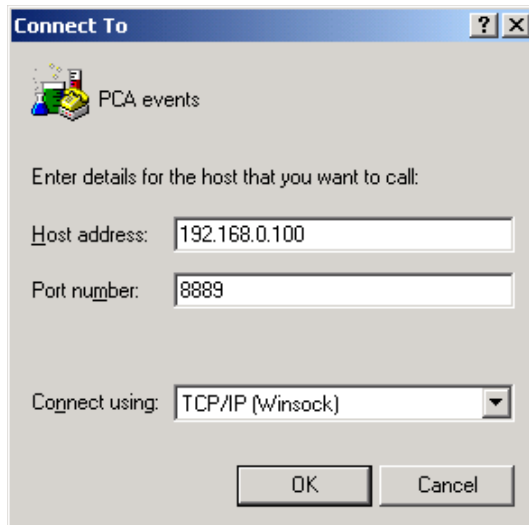 Connect To
PCA events
Enter details for the host that you want to call:
Host address: 192.168.0.100
Port number: 8889
Connect using: TCP/IP (Winsock)
OK Cancel